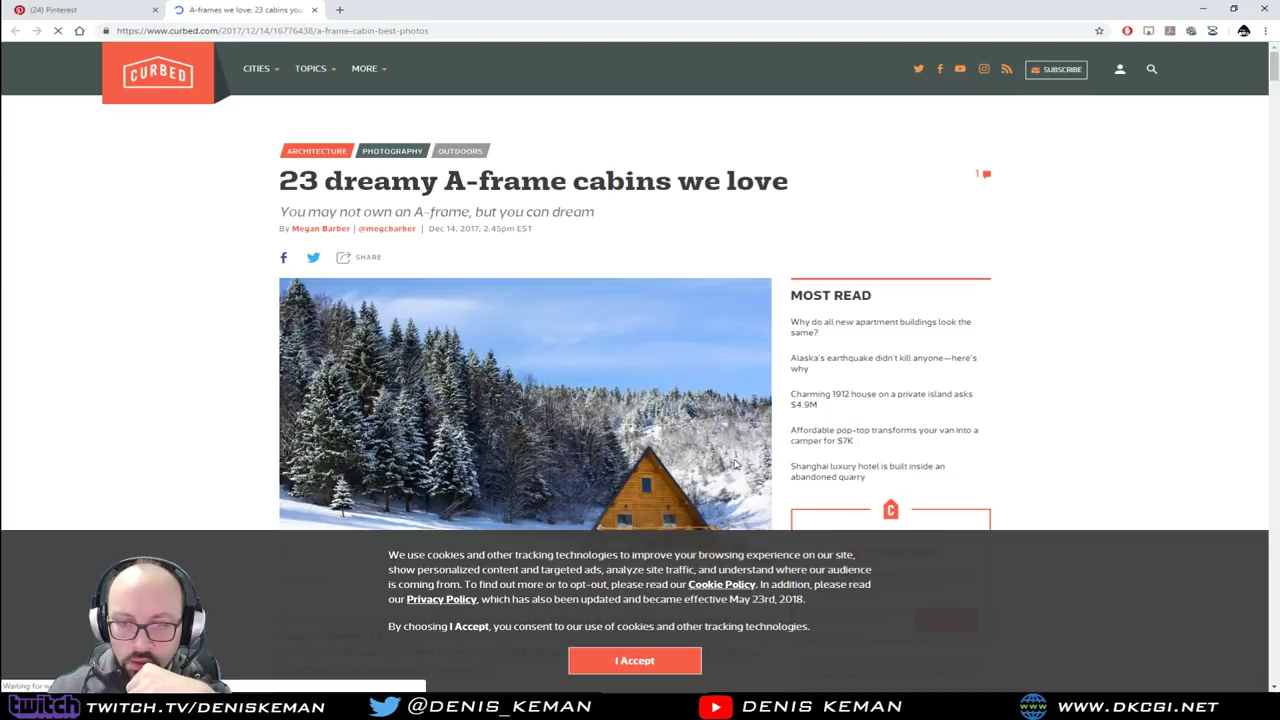 (24) Pinterest
A-frames we love: 23 cabins you
https://www.curbed.com/2017/12/14/16776438/a-frame-cabin-best-photos
CURBED
CITIES
TOPICS
MORE
SUBSCRIBE
ARCHITECTURE
PHOTOGRAPHY
OUTDOORS
23 dreamy A-frame cabins we love
1
You may not own an A-frame, but you can dream
By Megan Barber | @megcbarber | Dec 14, 2017, 2:45pm EST
SHARE
MOST READ
Why do all new apartment buildings look the
same?
Alaska's earthquake didn't kill anyone—here's
why
Charming 1912 house on a private island asks
$4.9M
Affordable pop-top transforms your van into a
camper for $7K
Shanghai luxury hotel is built inside an
abandoned quarry
C
We use cookies and other tracking technologies to improve your browsing experience on our site,
show personalized content and targeted ads, analyze site traffic, and understand where our audience
is coming from. To find out more or to opt-out, please read our Cookie Policy. In addition, please read
our Privacy Policy, which has also been updated and became effective May 23rd, 2018.
By choosing I Accept, you consent to our use of cookies and other tracking technologies.
I Accept
Waiting for
twitch TWITCH.TV/DENISKEMAN
@DENIS_KEMAN
DENIS KEMAN
WWW.DKCGI.NET